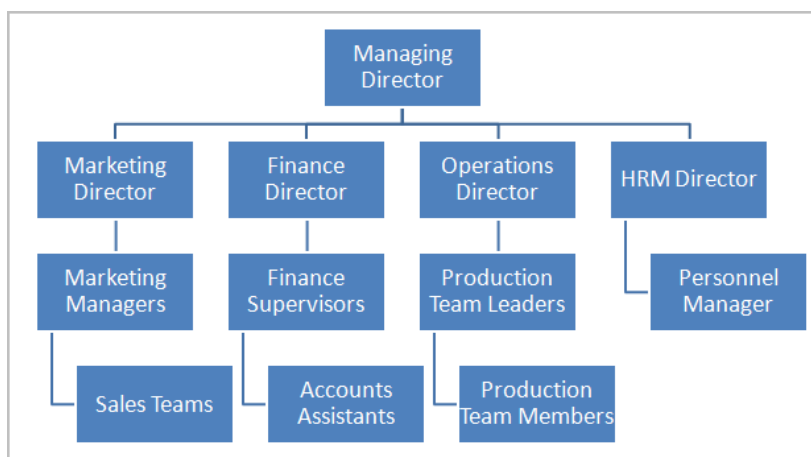 Managing
Director
Marketing
Director
Finance
Director
Operations
Director
HRM Director
Marketing
Managers
Finance
Supervisors
Production
Team Leaders
Personnel
Manager
Sales Teams
Accounts
Assistants
Production
Team Members